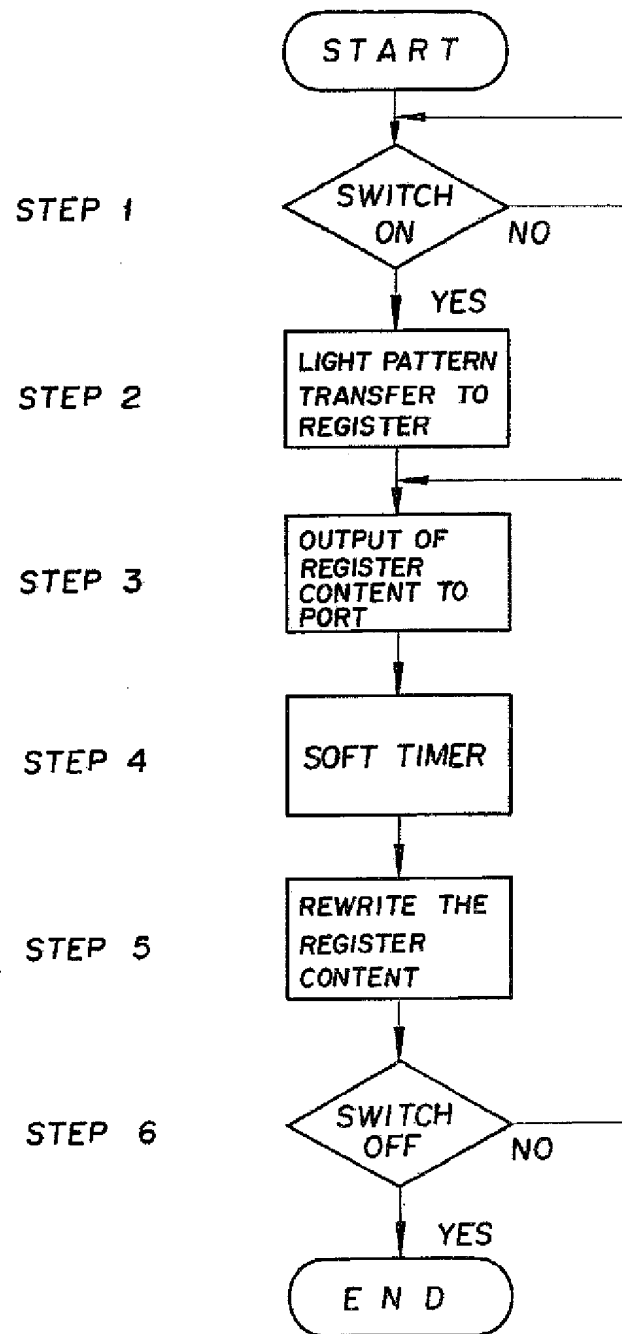 START
STEP 1
SWITCH
ON
NO
YES
STEP 2
LIGHT PATTERN
TRANSFER TO
REGISTER
STEP 3
OUTPUT OF
REGISTER
CONTENT TO
PORT
STEP 4
SOFT TIMER
STEP 5
REWRITE THE
REGISTER
CONTENT
STEP 6
SWITCH
OFF
NO
YES
END